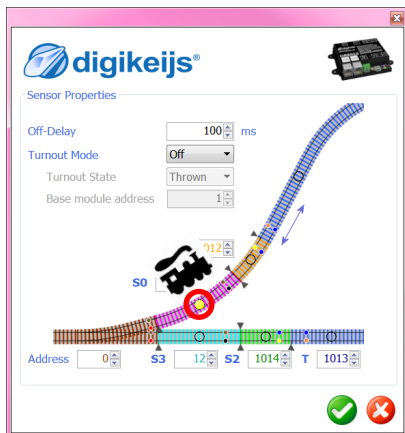 digikeijs®
Sensor Properties
Off-Delay 100 ms
Turnout Mode Off
Turnout State Thrown
Base module address 1
012
S0
Address 0 S3 12 S2 1014 T 1013